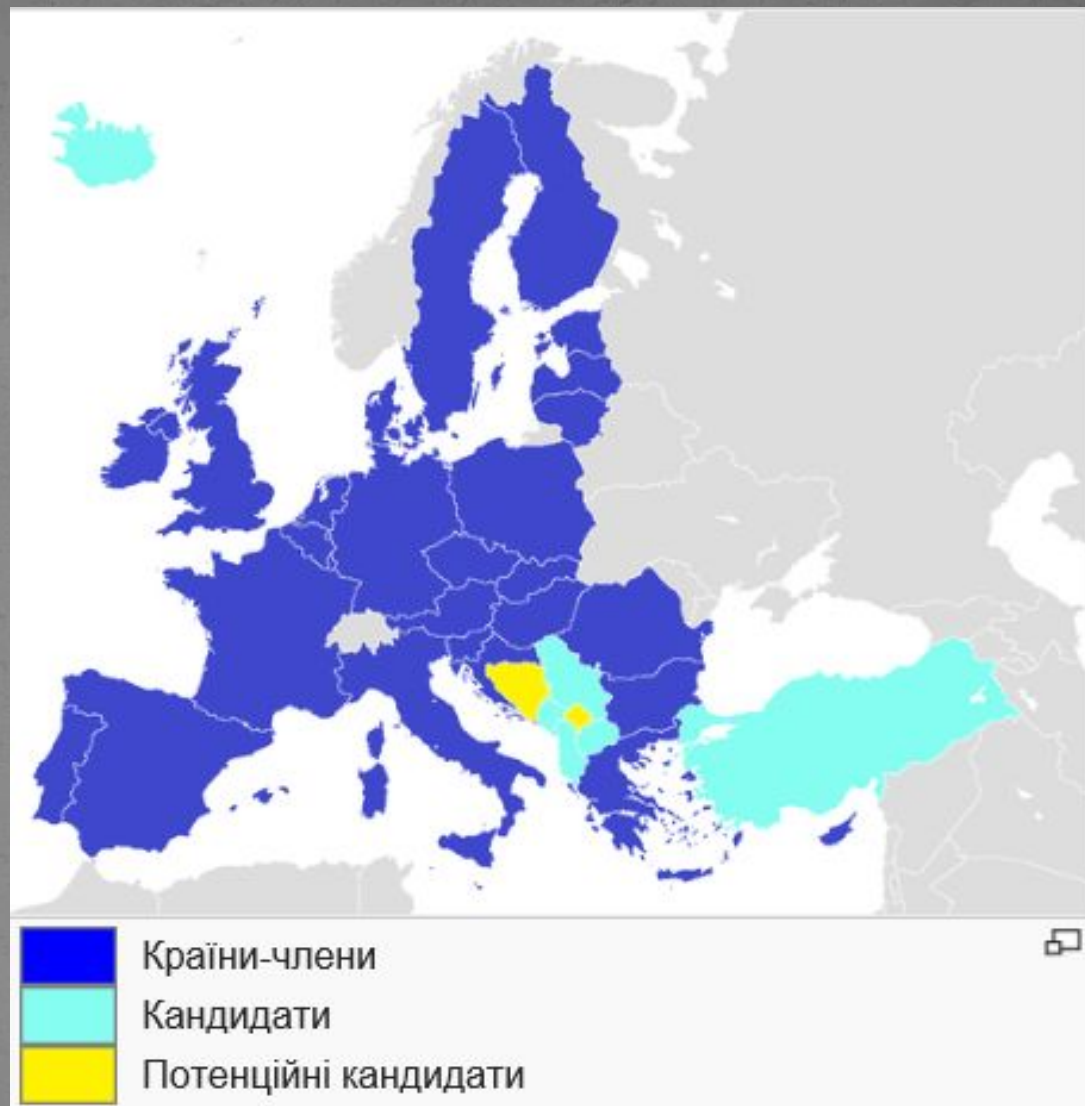 Країни-члени
Кандидати
Потенційні кандидати